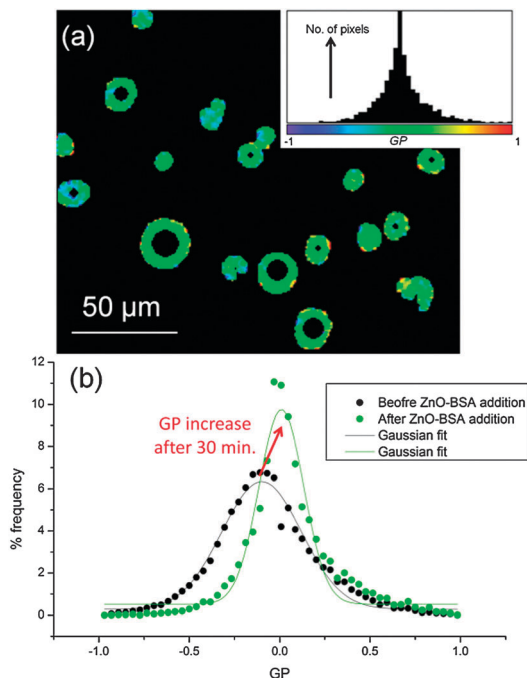 (a)
No. of pixels
-1
GP
1
50 μm
(b)
% frequency
12
10
8
6
4
2
0
GP increase
after 30 min.
Beofre ZnO-BSA addition
After ZnO-BSA addition
Gaussian fit
Gaussian fit
-1.0
-0.5
0.0
0.5
1.0
GP